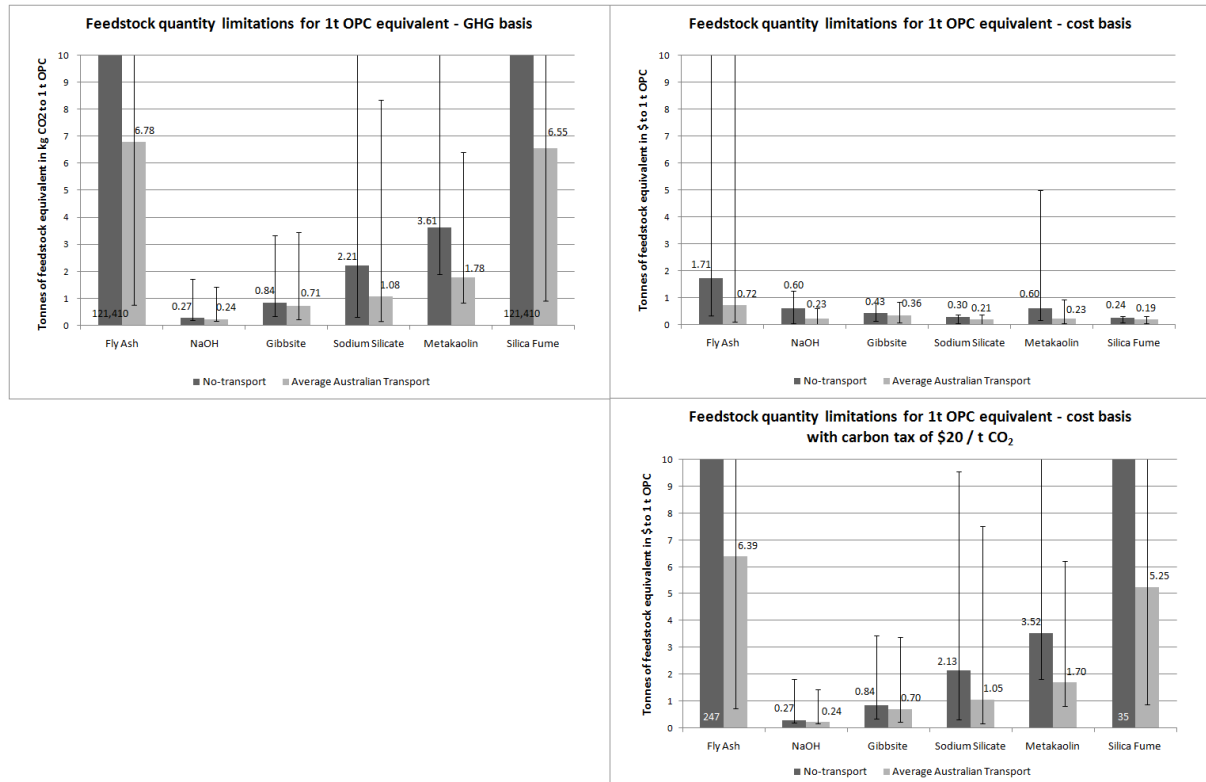 Feedstock quantity limitations for 1t OPC equivalent - GHG basis
Tonnes of feedstock equivalent in kg CO2 to 1 t OPC
10
9
8
7
6
5
4
3
2
1
0
121,410
6.78
0.27
0.24
0.84
0.71
2.21
1.08
3.61
1.78
121,410
6.55
Fly Ash
NaOH
Gibbsite
Sodium Silicate
Metakaolin
Silica Fume
No-transport
Average Australian Transport
Feedstock quantity limitations for 1t OPC equivalent - cost basis
Tonnes of feedstock equivalent in $ to 1 t OPC
10
9
8
7
6
5
4
3
2
1
0
1.71
0.72
0.60
0.23
0.43
0.36
0.30
0.21
0.60
0.23
0.24
0.19
Fly Ash
NaOH
Gibbsite
Sodium Silicate
Metakaolin
Silica Fume
No-transport
Average Australian Transport
Feedstock quantity limitations for 1t OPC equivalent - cost basis
with carbon tax of $20 / t CO₂
Tonnes of feedstock equivalent in $ to 1 t OPC
10
9
8
7
6
5
4
3
2
1
0
247
6.39
0.27
0.24
0.84
0.70
2.13
1.05
3.52
1.70
35
5.25
Fly Ash
NaOH
Gibbsite
Sodium Silicate
Metakaolin
Silica Fume
No-transport
Average Australian Transport